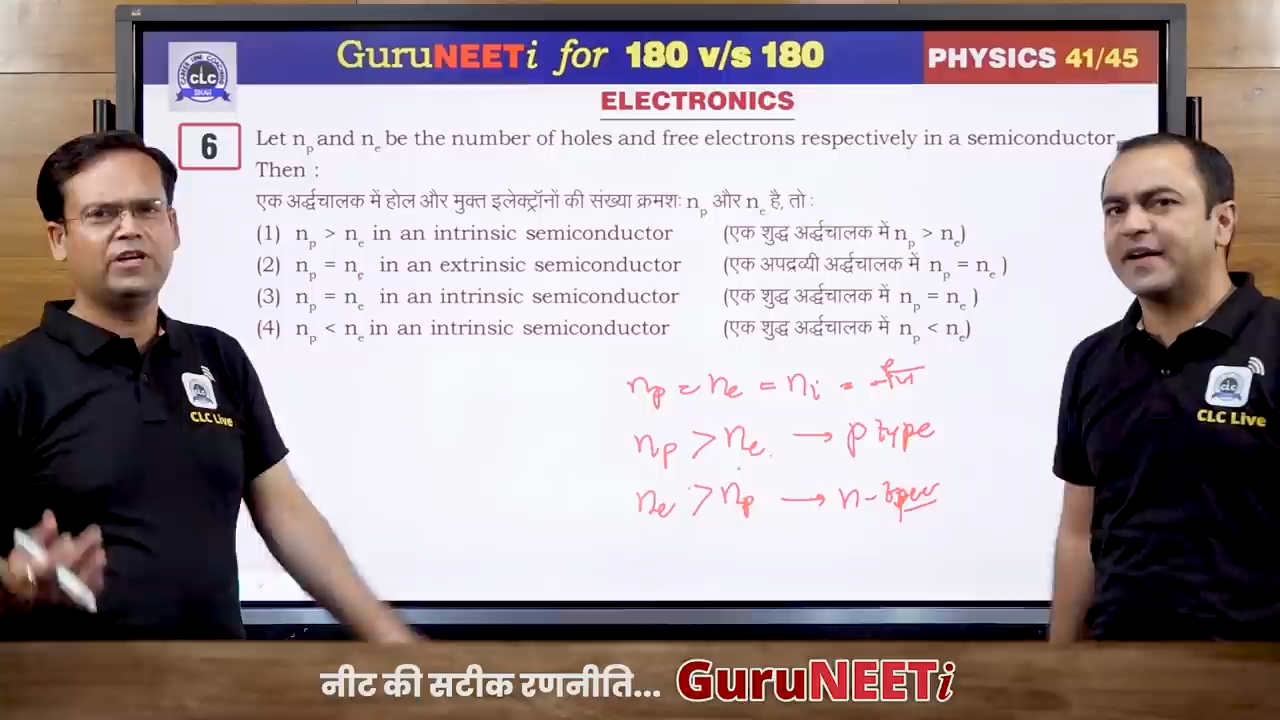 GuruNEETi for 180 v/s 180
PHYSICS 41/45
CLC
SIKAR
ELECTRONICS
6
Let np and ne be the number of holes and free electrons respectively in a semiconductor.
Then :
एक अर्द्धचालक में होल और मुक्त इलेक्ट्रॉनों की संख्या क्रमशः np और ne है, तो :
(1) np > ne in an intrinsic semiconductor (एक शुद्ध अर्द्धचालक में np > ne)
(2) np = ne in an extrinsic semiconductor (एक अपद्रव्यी अर्द्धचालक में np = ne )
(3) np = ne in an intrinsic semiconductor (एक शुद्ध अर्द्धचालक में np = ne )
(4) np < ne in an intrinsic semiconductor (एक शुद्ध अर्द्धचालक में np < ne)
np = ne = ni =
np > ne → p type
ne > np → n-type
CLC
CLC Live
CLC
CLC Live
नीट की सटीक रणनीति... GuruNEETi